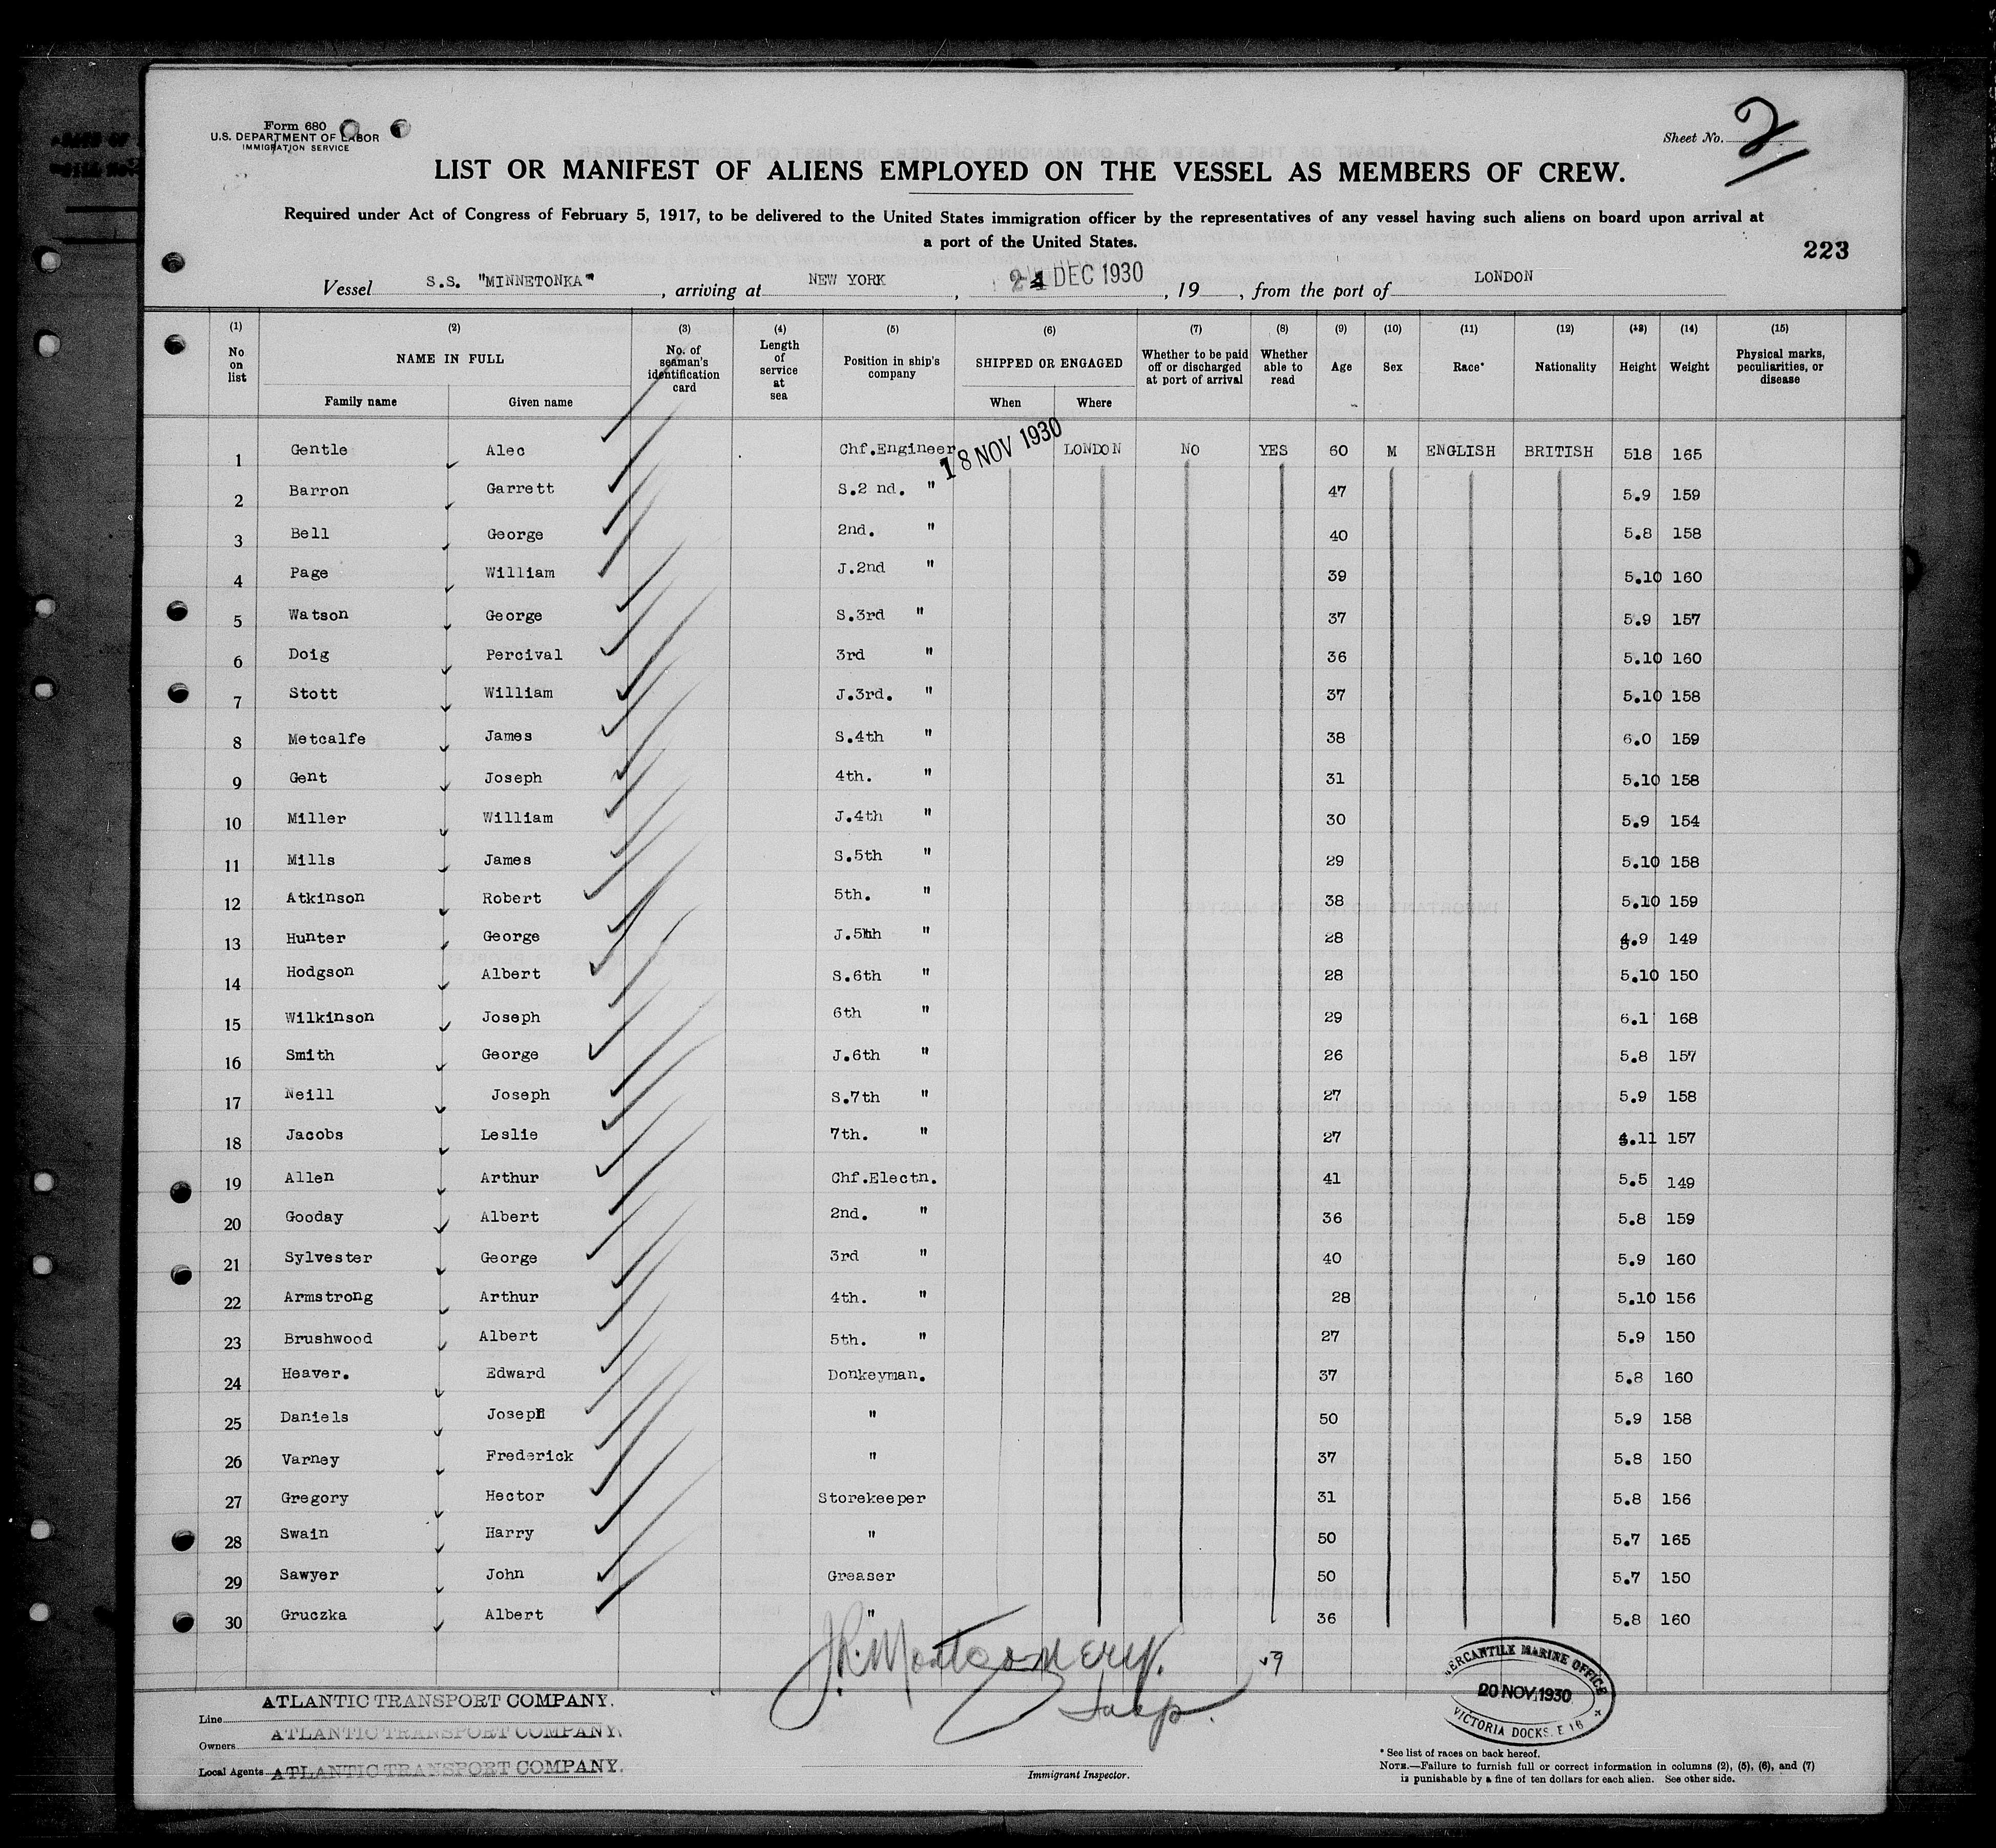 Form 680
U.S. DEPARTMENT OF LABOR
IMMIGRATION SERVICE
Sheet No. 2
LIST OR MANIFEST OF ALIENS EMPLOYED ON THE VESSEL AS MEMBERS OF CREW.
Required under Act of Congress of February 5, 1917, to be delivered to the United States immigration officer by the representatives of any vessel having such aliens on board upon arrival at
a port of the United States.
223
Vessel S.S. "MINNETONKA", arriving at NEW YORK, DEC 1930, 19 , from the port of LONDON
(1) (2) (3) (4) (5) (6) (7) (8) (9) (10) (11) (12) (13) (14) (15)
No on list NAME IN FULL Family name Given name No. of seaman's identification card Length of service at sea Position in ship's company SHIPPED OR ENGAGED When Where Whether to be paid off or discharged at port of arrival Whether able to read Age Sex Race* Nationality Height Weight Physical marks, peculiarities, or disease
1 Gentle Alec Chf.Engineer 18 NOV 1930 LONDON NO YES 60 M ENGLISH BRITISH 518 165
2 Barron Garrett S.2 nd. " 47 5.9 159
3 Bell George 2nd. " 40 5.8 158
4 Page William J.2nd " 39 5.10 160
5 Watson George S.3rd " 37 5.9 157
6 Doig Percival 3rd " 36 5.10 160
7 Stott William J.3rd. " 37 5.10 158
8 Metcalfe James S.4th " 38 6.0 159
9 Gent Joseph 4th. " 31 5.10 158
10 Miller William J.4th " 30 5.9 154
11 Mills James S.5th " 29 5.10 158
12 Atkinson Robert 5th. " 38 5.10 159
13 Hunter George J.5th " 28 149
14 Hodgson Albert S.6th " 28 5.10 150
15 Wilkinson Joseph 6th " 29 6.1 168
16 Smith George J.6th " 26 5.8 157
17 Neill Joseph S.7th " 27 5.9 158
18 Jacobs Leslie 7th. " 27 157
19 Allen Arthur Chf.Electn. 41 5.5 149
20 Gooday Albert 2nd. " 36 5.8 159
21 Sylvester George 3rd " 40 5.9 160
22 Armstrong Arthur 4th. " 28 5.10 156
23 Brushwood Albert 5th. " 27 5.9 150
24 Heaver. Edward Donkeyman. 37 5.8 160
25 Daniels Joseph " 50 5.9 158
26 Varney Frederick " 37 5.8 150
27 Gregory Hector Storekeeper 31 5.8 156
28 Swain Harry " 50 5.7 165
29 Sawyer John Greaser 50 5.7 150
30 Gruczka Albert " 36 5.8 160
J.R. Montgomery.
Insp.
Line ATLANTIC TRANSPORT COMPANY.
Owners ATLANTIC TRANSPORT COMPANY.
Local Agents ATLANTIC TRANSPORT COMPANY.
Immigrant Inspector.
MERCANTILE MARINE OFFICE
20 NOV. 1930
VICTORIA DOCKS. E 16
* See list of races on back hereof.
NOTE.—Failure to furnish full or correct information in columns (2), (5), (6), and (7)
is punishable by a fine of ten dollars for each alien. See other side.